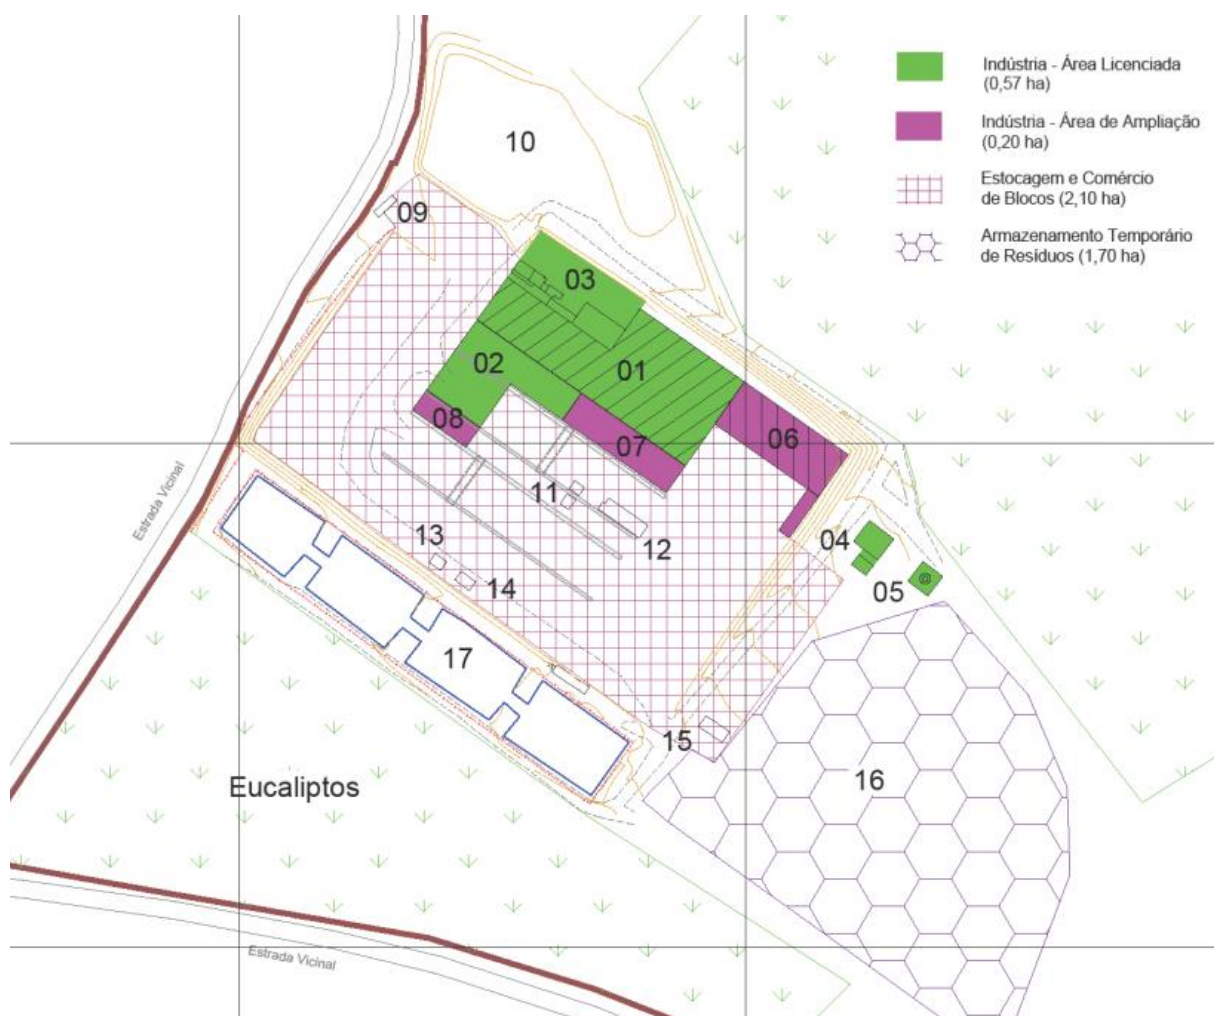 Indústria - Área Licenciada
(0,57 ha)
Indústria - Área de Ampliação
(0,20 ha)
Estocagem e Comércio
de Blocos (2,10 ha)
Armazenamento Temporário
de Resíduos (1,70 ha)
10
09
03
02
01
08
07
06
11
12
13
14
04
05
17
15
16
Estrada Vicinal
Eucaliptos
Estrada Vicinal